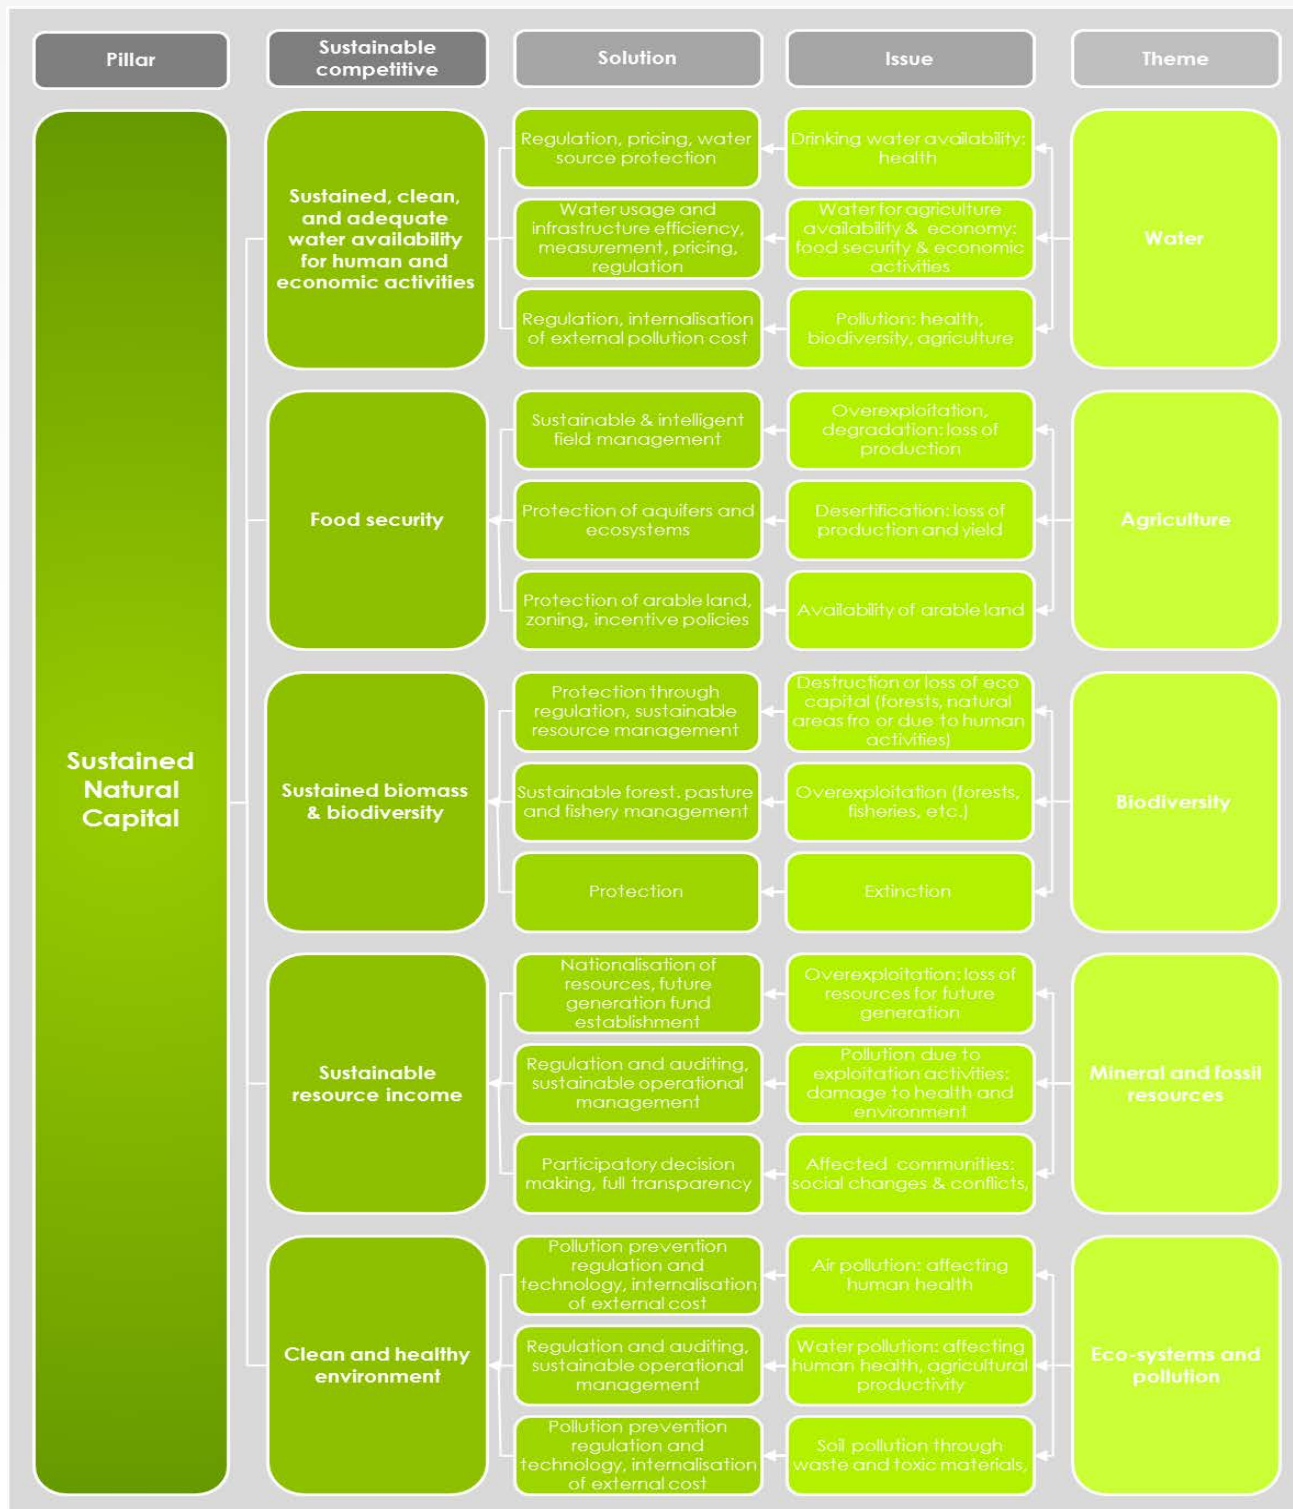 Pillar
Sustainable
competitive
Solution
Issue
Theme
Sustained
Natural
Capital
Sustained, clean,
and adequate
water availability
for human and
economic activities
Regulation, pricing, water
source protection
Drinking water availability:
health
Water usage and
infrastructure efficiency,
measurement, pricing,
regulation
Water for agriculture
availability & economy:
food security & economic
activities
Regulation, internalisation
of external pollution cost
Pollution: health,
biodiversity, agriculture
Water
Food security
Sustainable & intelligent
field management
Overexploitation,
degradation: loss of
production
Protection of aquifers and
ecosystems
Desertification: loss of
production and yield
Protection of arable land,
zoning, incentive policies
Availability of arable land
Agriculture
Sustained biomass
& biodiversity
Protection through
regulation, sustainable
resource management
Destruction or loss of eco
capital (forests, natural
areas fro or due to human
activities)
Sustainable forest. pasture
and fishery management
Overexploitation (forests,
fisheries, etc.)
Protection
Extinction
Biodiversity
Sustainable
resource income
Nationalisation of
resources, future
generation fund
establishment
Overexploitation: loss of
resources for future
generation
Regulation and auditing,
sustainable operational
management
Pollution due to
exploitation activities:
damage to health and
environment
Participatory decision
making, full transparency
Affected communities:
social changes & conflicts,
Mineral and fossil
resources
Clean and healthy
environment
Pollution prevention
regulation and
technology, internalisation
of external cost
Air pollution: affecting
human health
Regulation and auditing,
sustainable operational
management
Water pollution: affecting
human health, agricultural
productivity
Pollution prevention
regulation and
technology, internalisation
of external cost
Soil pollution through
waste and toxic materials,
Eco-systems and
pollution